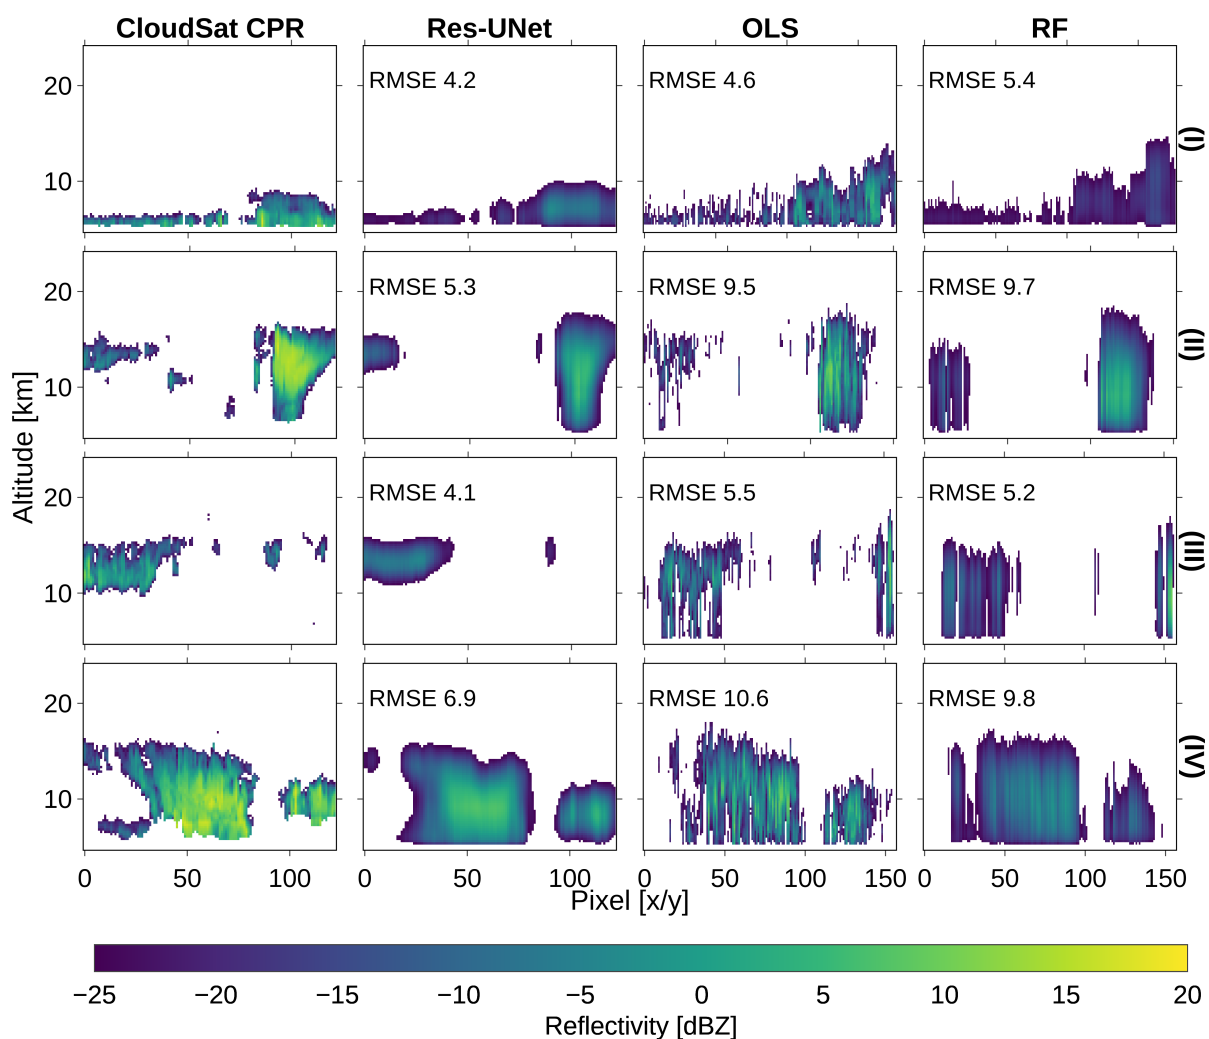 CloudSat CPR Res-UNet OLS RF
20
10
RMSE 4.2
RMSE 4.6
RMSE 5.4
(I)
20
10
RMSE 5.3
RMSE 9.5
RMSE 9.7
(II)
Altitude [km]
20
10
RMSE 4.1
RMSE 5.5
RMSE 5.2
(III)
20
10
RMSE 6.9
RMSE 10.6
RMSE 9.8
(IV)
0 50 100 0 50 100 0 50 100 150 0 50 100 150
Pixel [x/y]
−25 −20 −15 −10 −5 0 5 10 15 20
Reflectivity [dBZ]